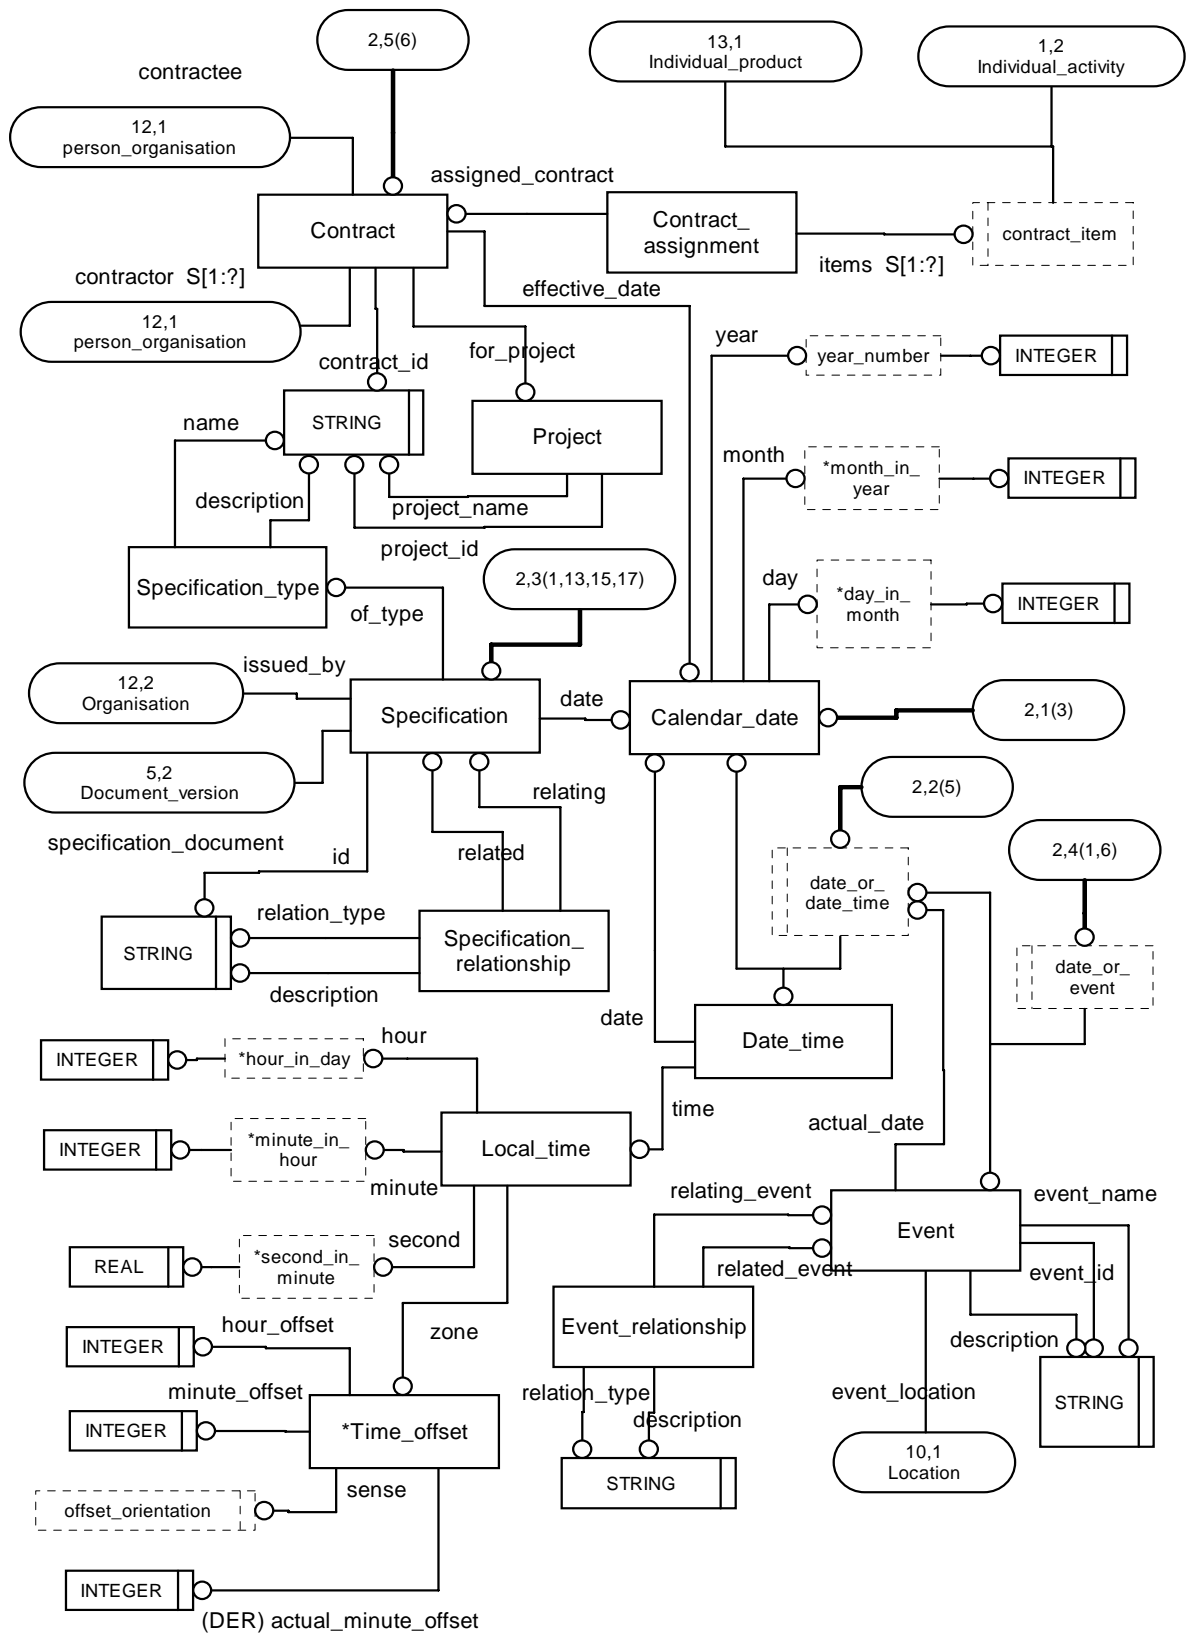 2,5(6)
13,1
Individual_product
1,2
Individual_activity
contractee
12,1
person_organisation
assigned_contract
Contract
Contract_
assignment
contract_item
items S[1:?]
contractor S[1:?]
effective_date
12,1
person_organisation
contract_id
for_project
year
year_number
INTEGER
name
STRING
Project
month
*month_in_
year
INTEGER
description
project_name
project_id
Specification_type
2,3(1,13,15,17)
day
*day_in_
month
INTEGER
of_type
issued_by
12,2
Organisation
Specification
date
Calendar_date
2,1(3)
5,2
Document_version
relating
2,2(5)
specification_document
id
related
2,4(1,6)
date_or_
date_time
relation_type
STRING
Specification_
relationship
description
date_or_
event
date
Date_time
hour
INTEGER
*hour_in_day
time
actual_date
INTEGER
*minute_in_
hour
Local_time
minute
relating_event
event_name
Event
second
REAL
*second_in_
minute
related_event
event_id
hour_offset
INTEGER
zone
Event_relationship
description
minute_offset
relation_type
event_location
STRING
INTEGER
*Time_offset
description
10,1
Location
sense
STRING
offset_orientation
INTEGER
(DER) actual_minute_offset